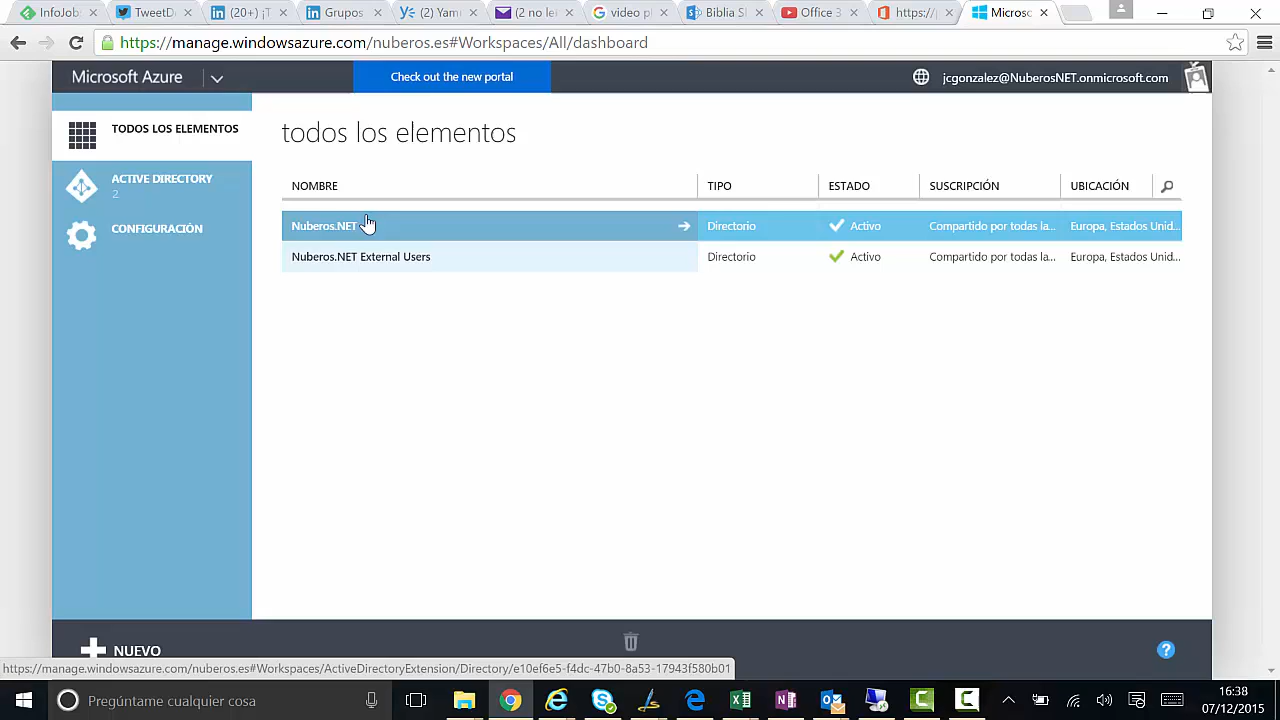 InfoJob
TweetD
(20+) ¡T
Grupos
(2) Yam
(2 no le
video p
Biblia S
Office 3
https://
Microsc
https://manage.windowsazure.com/nuberos.es#Workspaces/All/dashboard
Microsoft Azure
Check out the new portal
jcgonzalez@NuberosNET.onmicrosoft.com
TODOS LOS ELEMENTOS
ACTIVE DIRECTORY
2
CONFIGURACIÓN
todos los elementos
NOMBRE TIPO ESTADO SUSCRIPCIÓN UBICACIÓN
Nuberos.NET Directorio Activo Compartido por todas la... Europa, Estados Unid...
Nuberos.NET External Users Directorio Activo Compartido por todas la... Europa, Estados Unid...
NUEVO
?
https://manage.windowsazure.com/nuberos.es#Workspaces/ActiveDirectoryExtension/Directory/e10ef6e5-f4dc-47b0-8a53-17943f580b01
Pregúntame cualquier cosa
16:38
07/12/2015